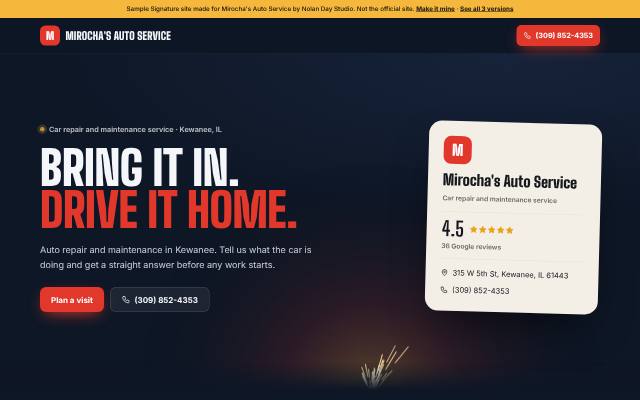 Sample Signature site made for Mirocha's Auto Service by Nolan Day Studio. Not the official site. Make it mine · See all 3 versions
M MIROCHA'S AUTO SERVICE
(309) 852-4353
Car repair and maintenance service · Kewanee, IL
BRING IT IN.
DRIVE IT HOME.
Auto repair and maintenance in Kewanee. Tell us what the car is
doing and get a straight answer before any work starts.
Plan a visit
(309) 852-4353
M
Mirocha's Auto Service
Car repair and maintenance service
4.5 ★★★★★
36 Google reviews
315 W 5th St, Kewanee, IL 61443
(309) 852-4353